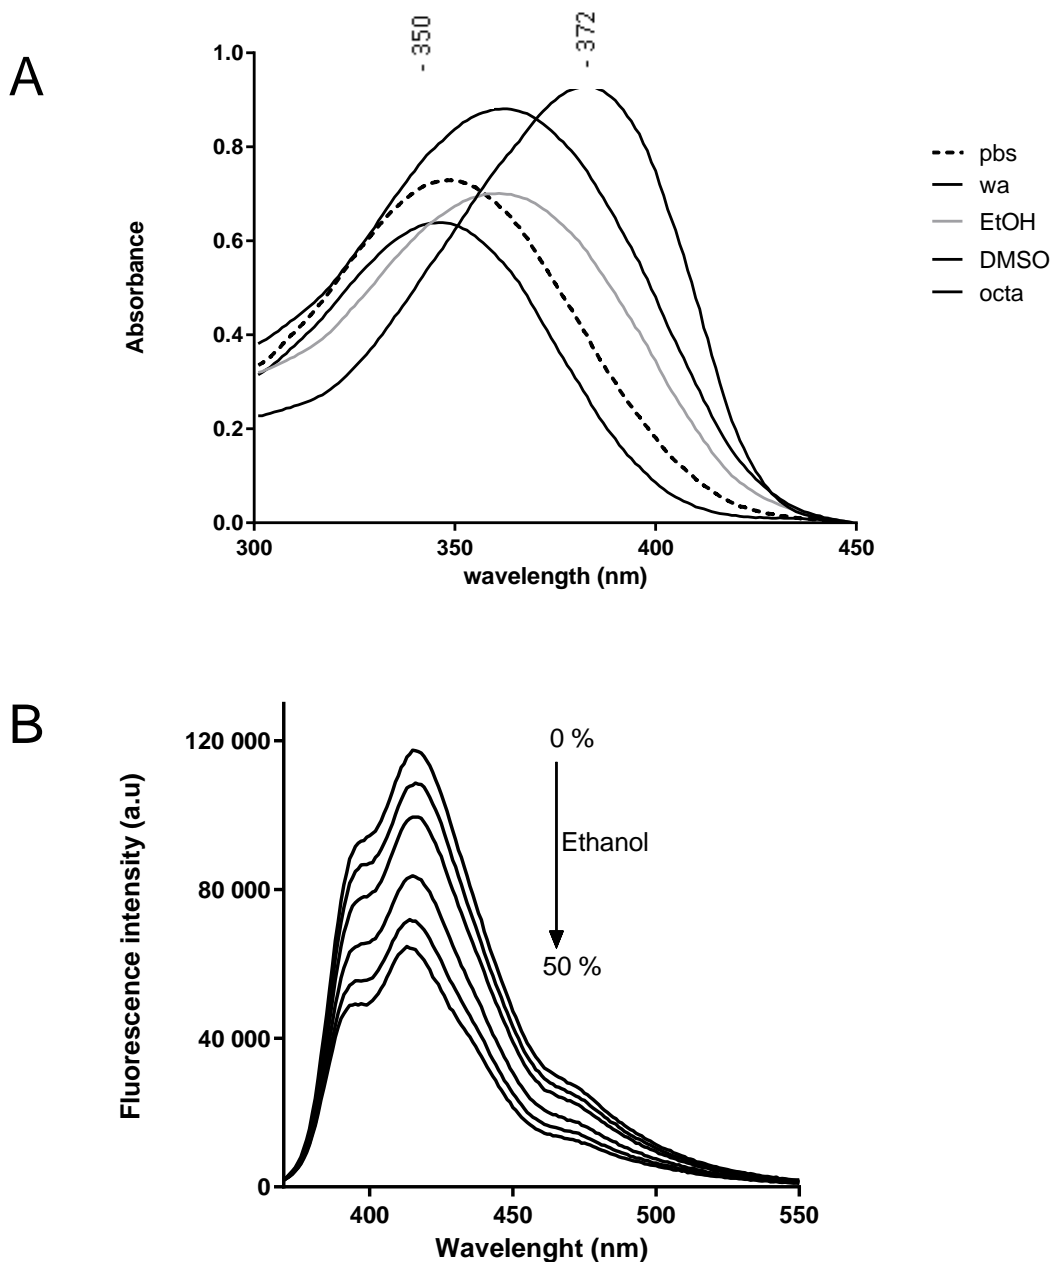 - 350
- 372
A
1.0
0.8
0.6
0.4
0.2
0.0
Absorbance
300
350
400
450
wavelength (nm)
pbs
wa
EtOH
DMSO
octa
B
120 000
80 000
40 000
0
Fluorescence intensity (a.u)
0 %
Ethanol
50 %
400
450
500
550
Wavelenght (nm)